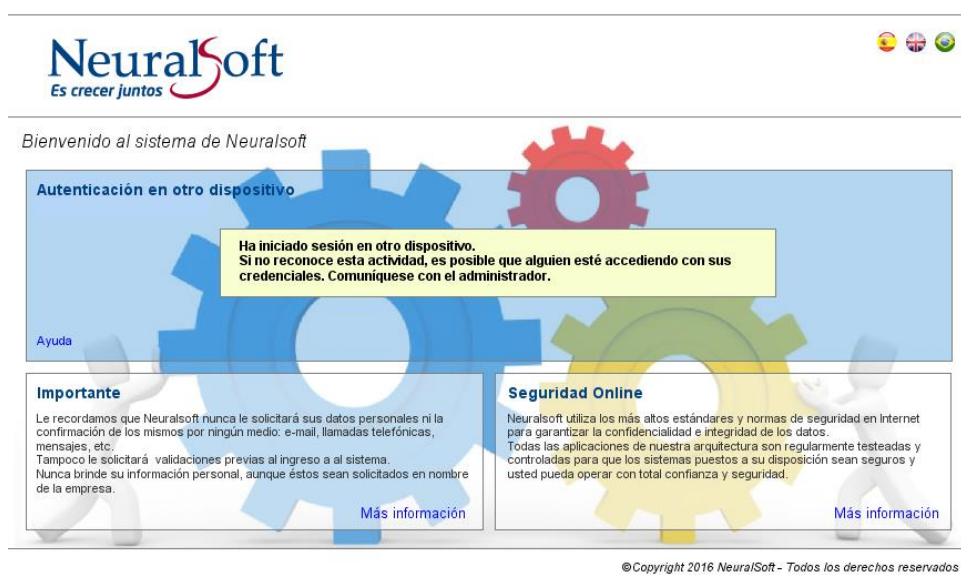 NeuralSoft
Es crecer juntos
Bienvenido al sistema de Neuralsoft
Autenticación en otro dispositivo
Ha iniciado sesión en otro dispositivo.
Si no reconoce esta actividad, es posible que alguien esté accediendo con sus
credenciales. Comuníquese con el administrador.
Ayuda
Importante
Le recordamos que Neuralsoft nunca le solicitará sus datos personales ni la
confirmación de los mismos por ningún medio: e-mail, llamadas telefónicas,
mensajes, etc.
Tampoco le solicitará validaciones previas al ingreso a al sistema.
Nunca brinde su información personal, aunque éstos sean solicitados en nombre
de la empresa.
Más información
Seguridad Online
Neuralsoft utiliza los más altos estándares y normas de seguridad en Internet
para garantizar la confidencialidad e integridad de los datos.
Todas las aplicaciones de nuestra arquitectura son regularmente testeadas y
controladas para que los sistemas puestos a su disposición sean seguros y
usted pueda operar con total confianza y seguridad.
Más información
©Copyright 2016 NeuralSoft - Todos los derechos reservados